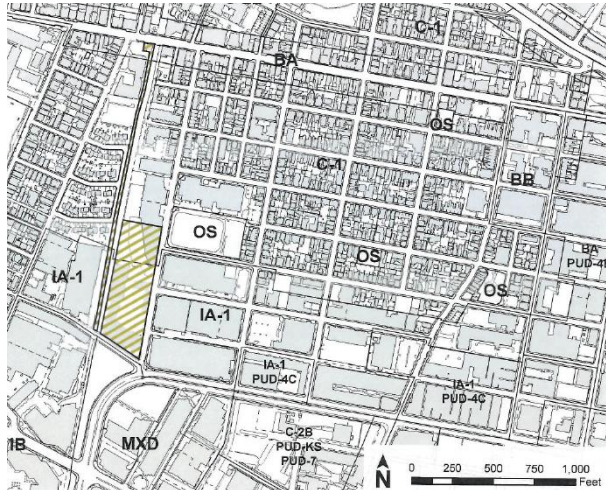 C-1
BA
OS
C-1
BB
OS
OS
BA
PUD-4
OS
IA-1
IA-1
IA-1
PUD-4C
IA-1
PUD-4C
C-2B
PUD-KS
PUD-7
MXD
IB
N
0 250 500 750 1,000
Feet